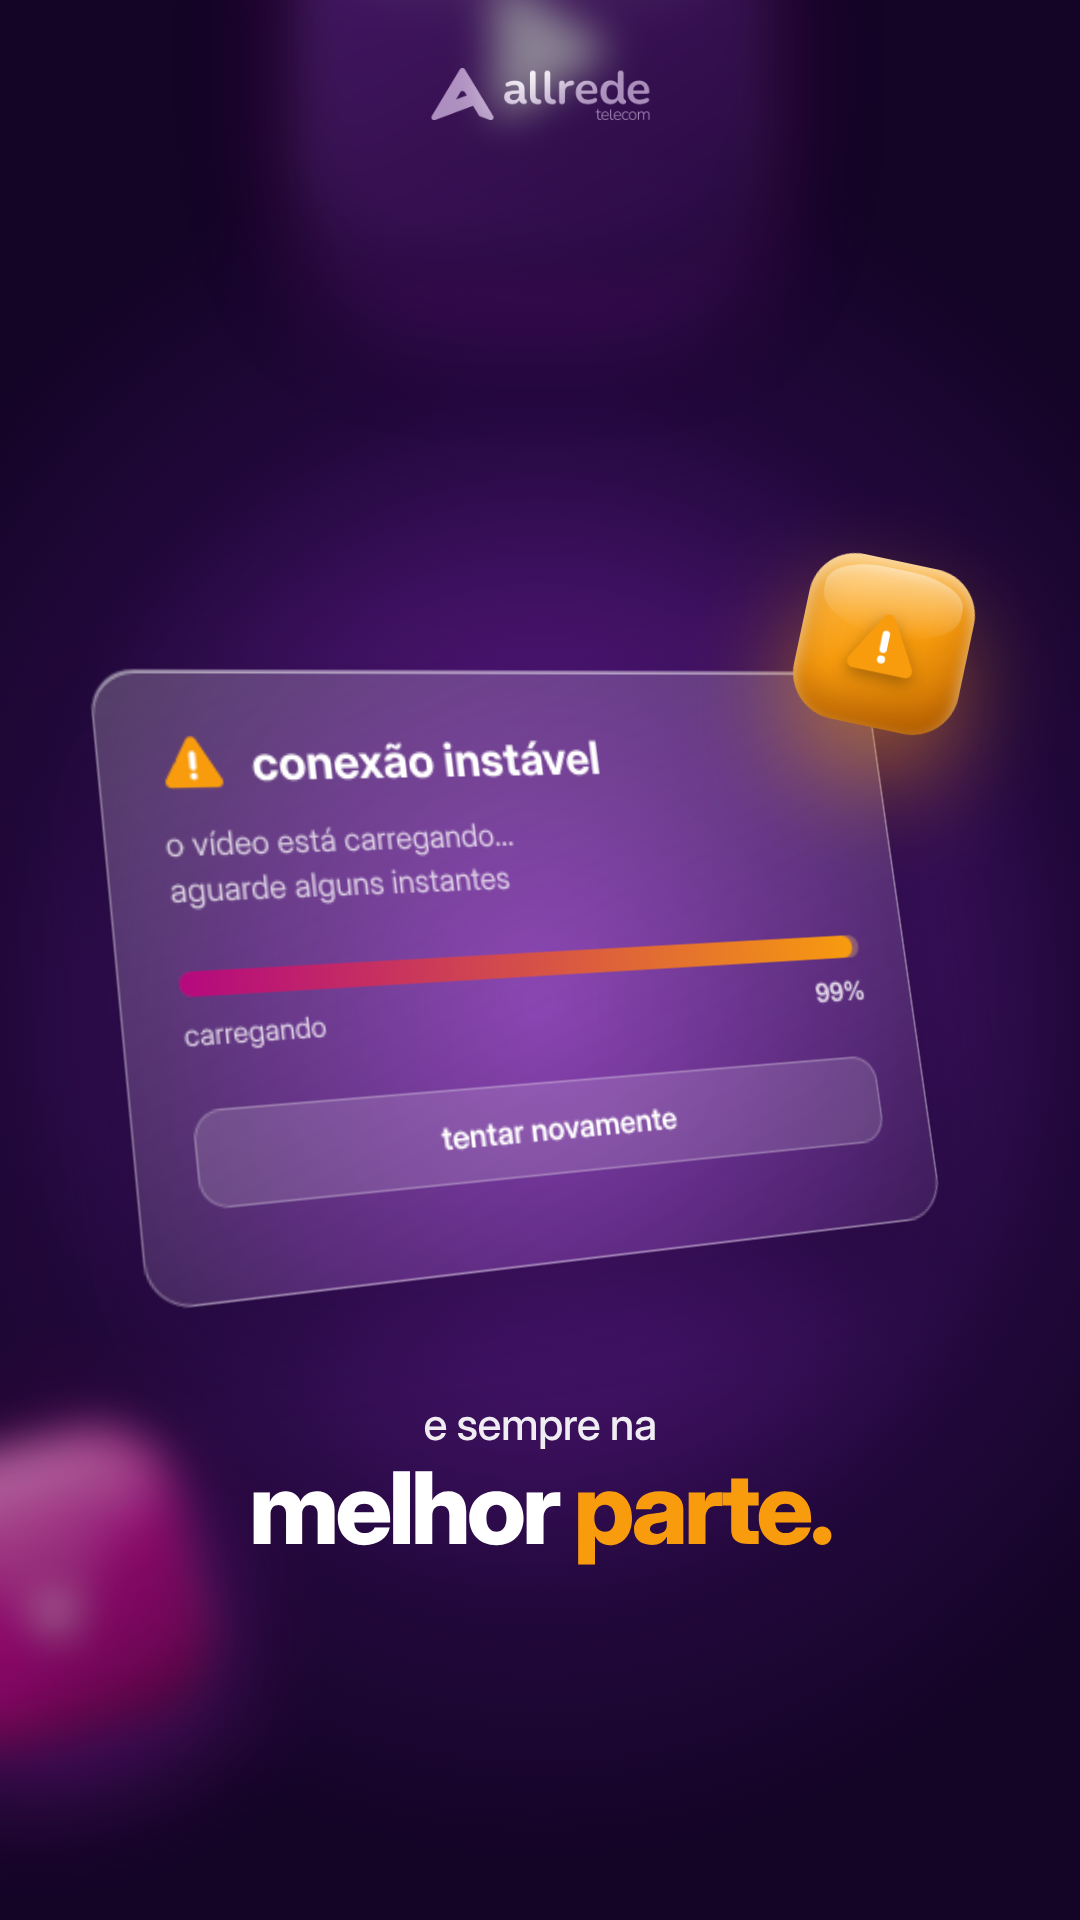 allrede
telecom
conexão instável
o vídeo está carregando...
aguarde alguns instantes
99%
carregando
tentar novamente
e sempre na
melhor parte.